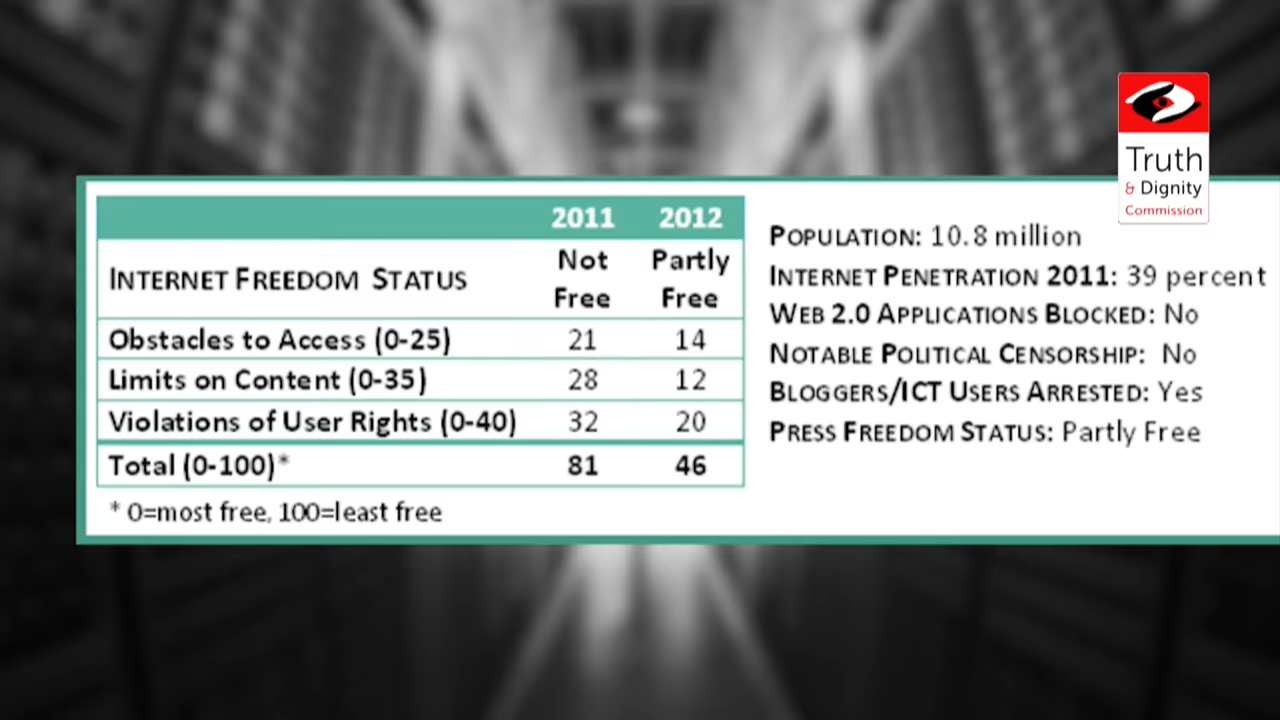 2011 2012
INTERNET FREEDOM STATUS Not Free Partly Free
Obstacles to Access (0-25) 21 14
Limits on Content (0-35) 28 12
Violations of User Rights (0-40) 32 20
Total (0-100)* 81 46
* 0=most free, 100=least free
POPULATION: 10.8 million
INTERNET PENETRATION 2011: 39 percent
WEB 2.0 APPLICATIONS BLOCKED: No
NOTABLE POLITICAL CENSORSHIP: No
BLOGGERS/ICT USERS ARRESTED: Yes
PRESS FREEDOM STATUS: Partly Free
Truth
& Dignity
Commission